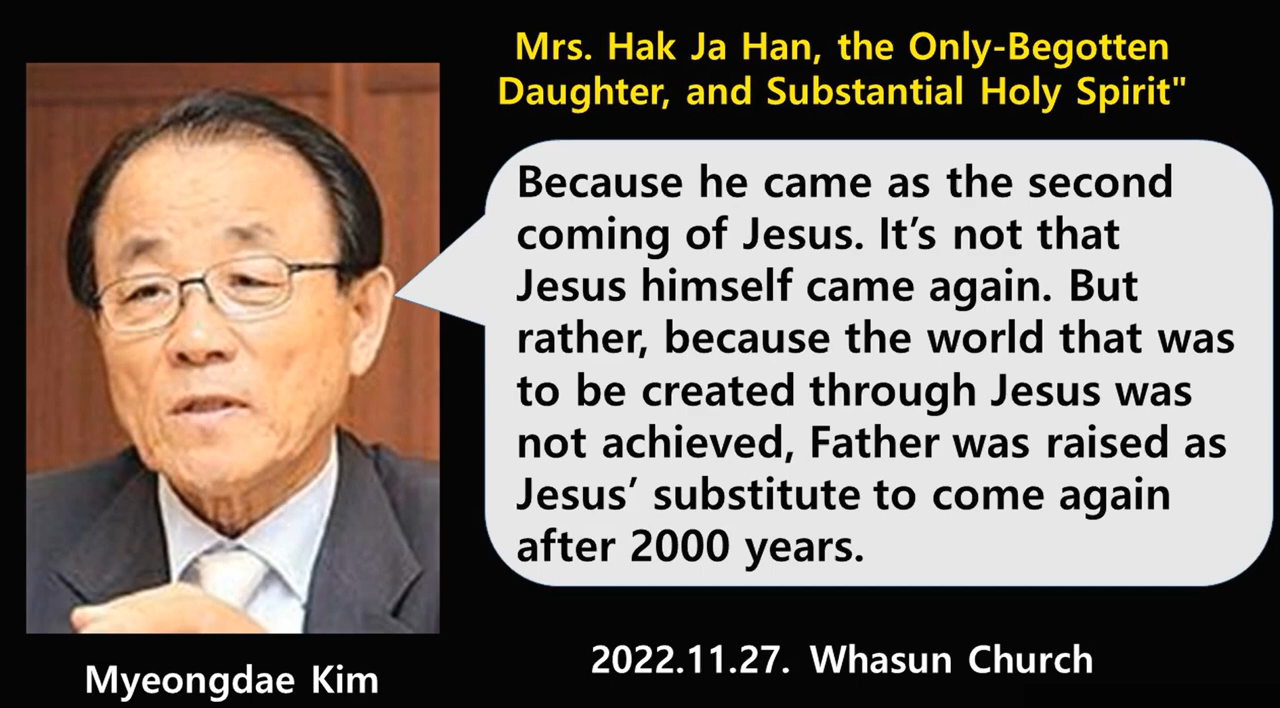 Mrs. Hak Ja Han, the Only-Begotten
Daughter, and Substantial Holy Spirit"
Because he came as the second
coming of Jesus. It’s not that
Jesus himself came again. But
rather, because the world that was
to be created through Jesus was
not achieved, Father was raised as
Jesus’ substitute to come again
after 2000 years.
Myeongdae Kim
2022.11.27. Whasun Church